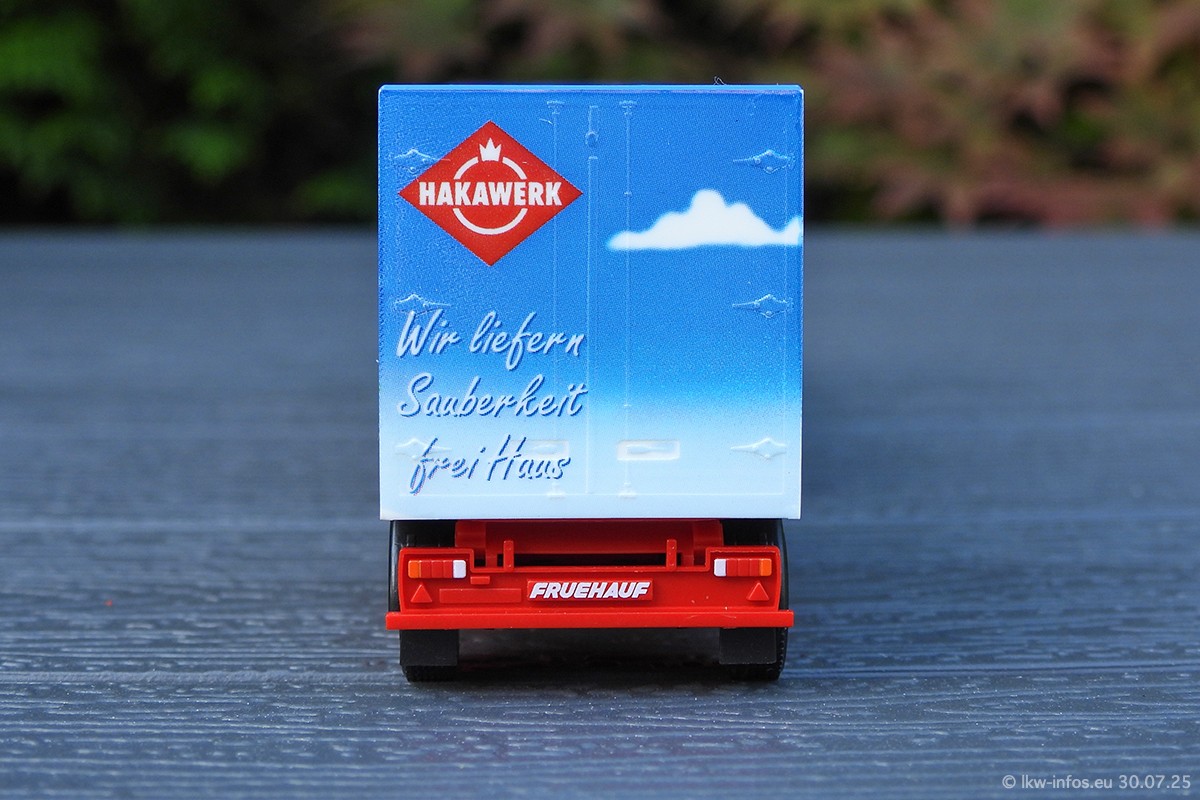 HAKAWERK
Wir liefern
Sauberkeit
frei Haus
FRUEHAUF
© lkw-infos.eu 30.07.25